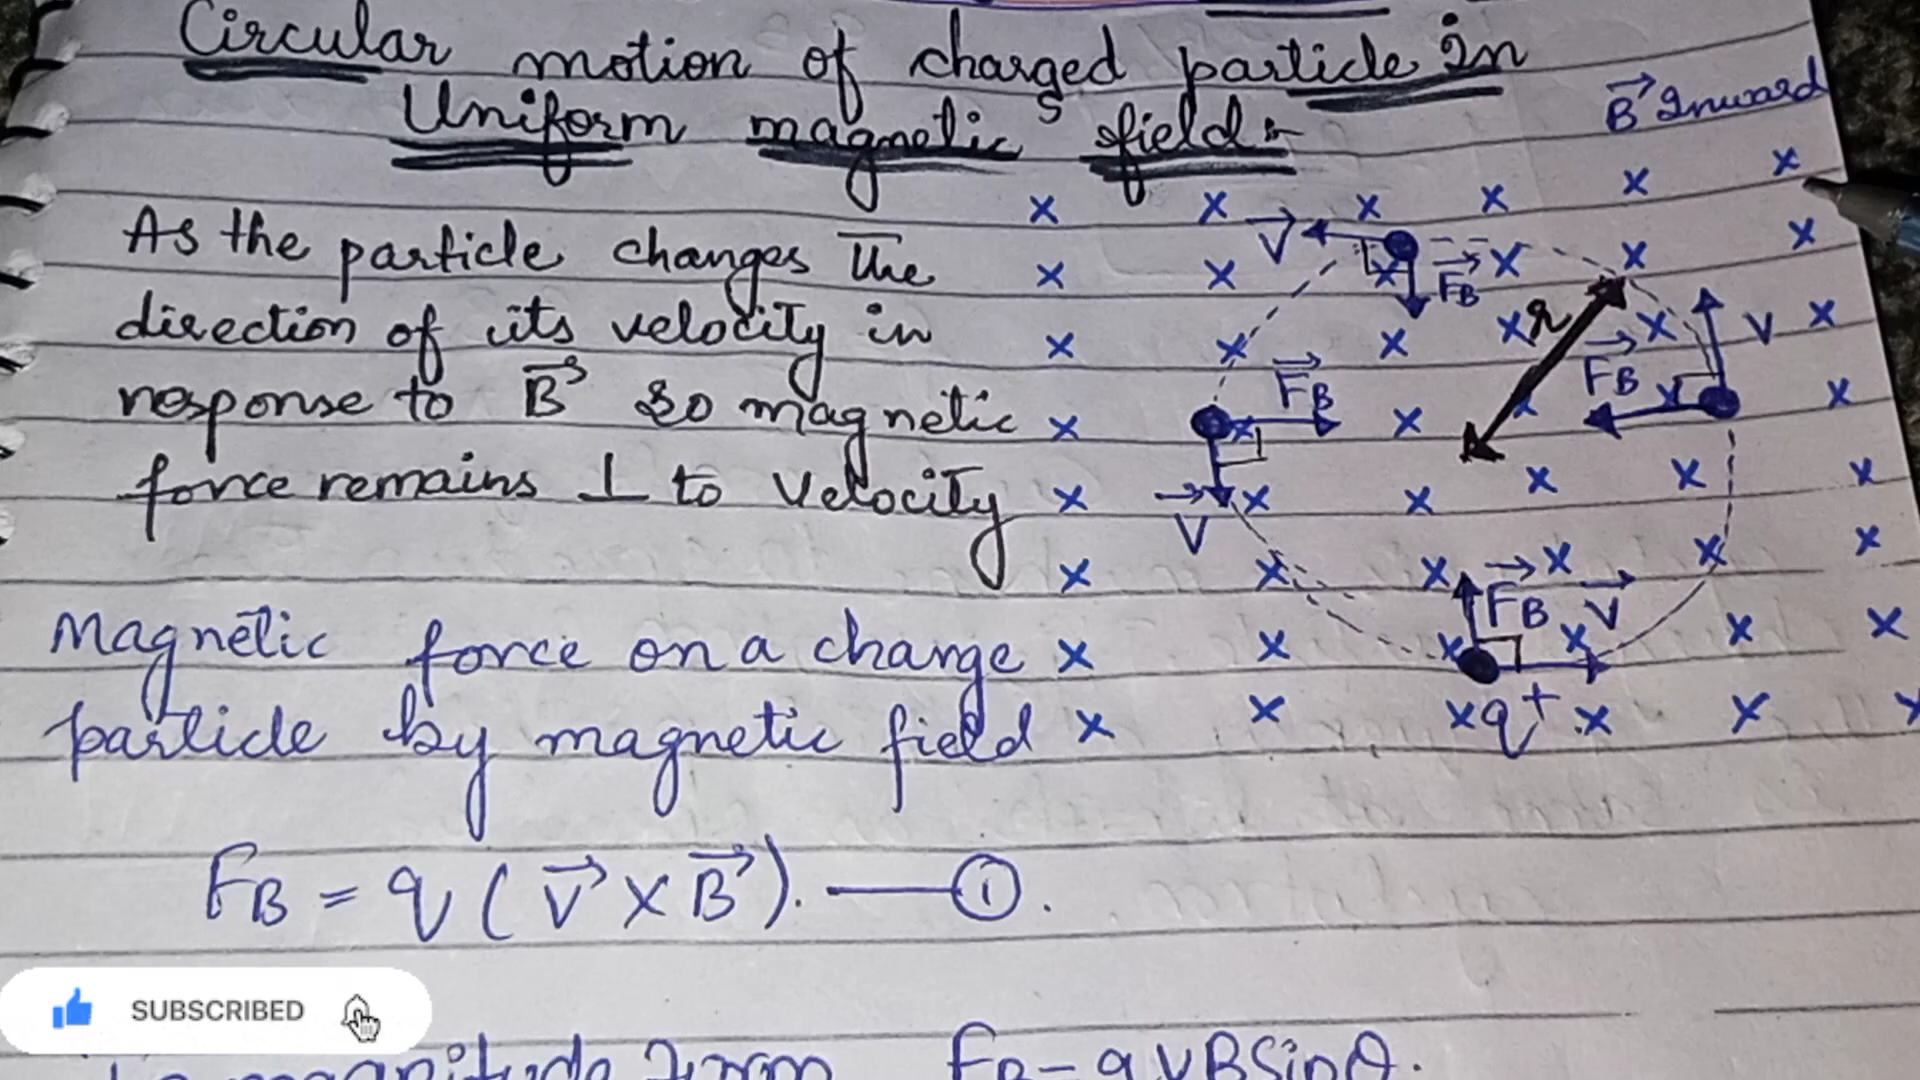 Circular motion of charged particle In
Uniform magnetic field:-
B⃗ Inward
As the particle changes the
direction of its velocity in
response to B⃗ so magnetic
force remains ⊥ to velocity
V⃗
F⃗B
r
F⃗B
V
F⃗B
V⃗
F⃗B V⃗
q+
Magnetic force on a charge
particle by magnetic field
FB = q (V⃗ X B⃗). —— ①.
SUBSCRIBED
magnitude FB = qVBSinθ.